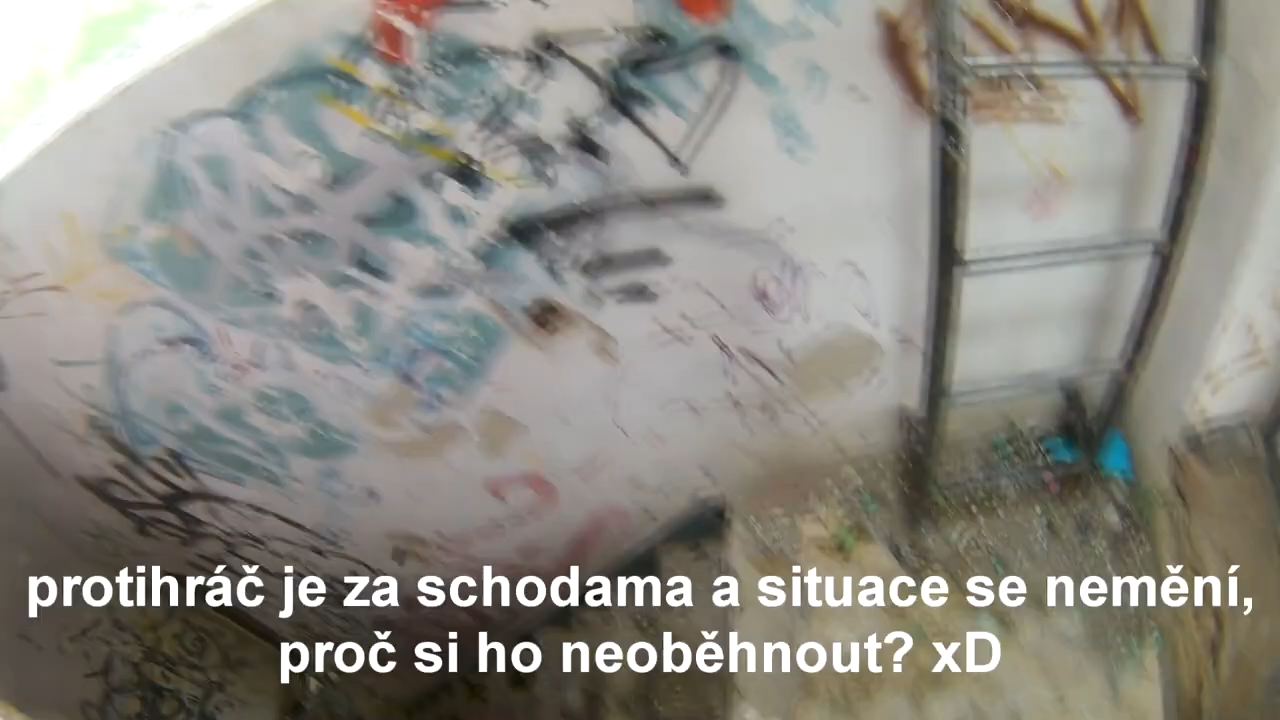 protihráč je za schodama a situace se nemění,
proč si ho neoběhnout? xD